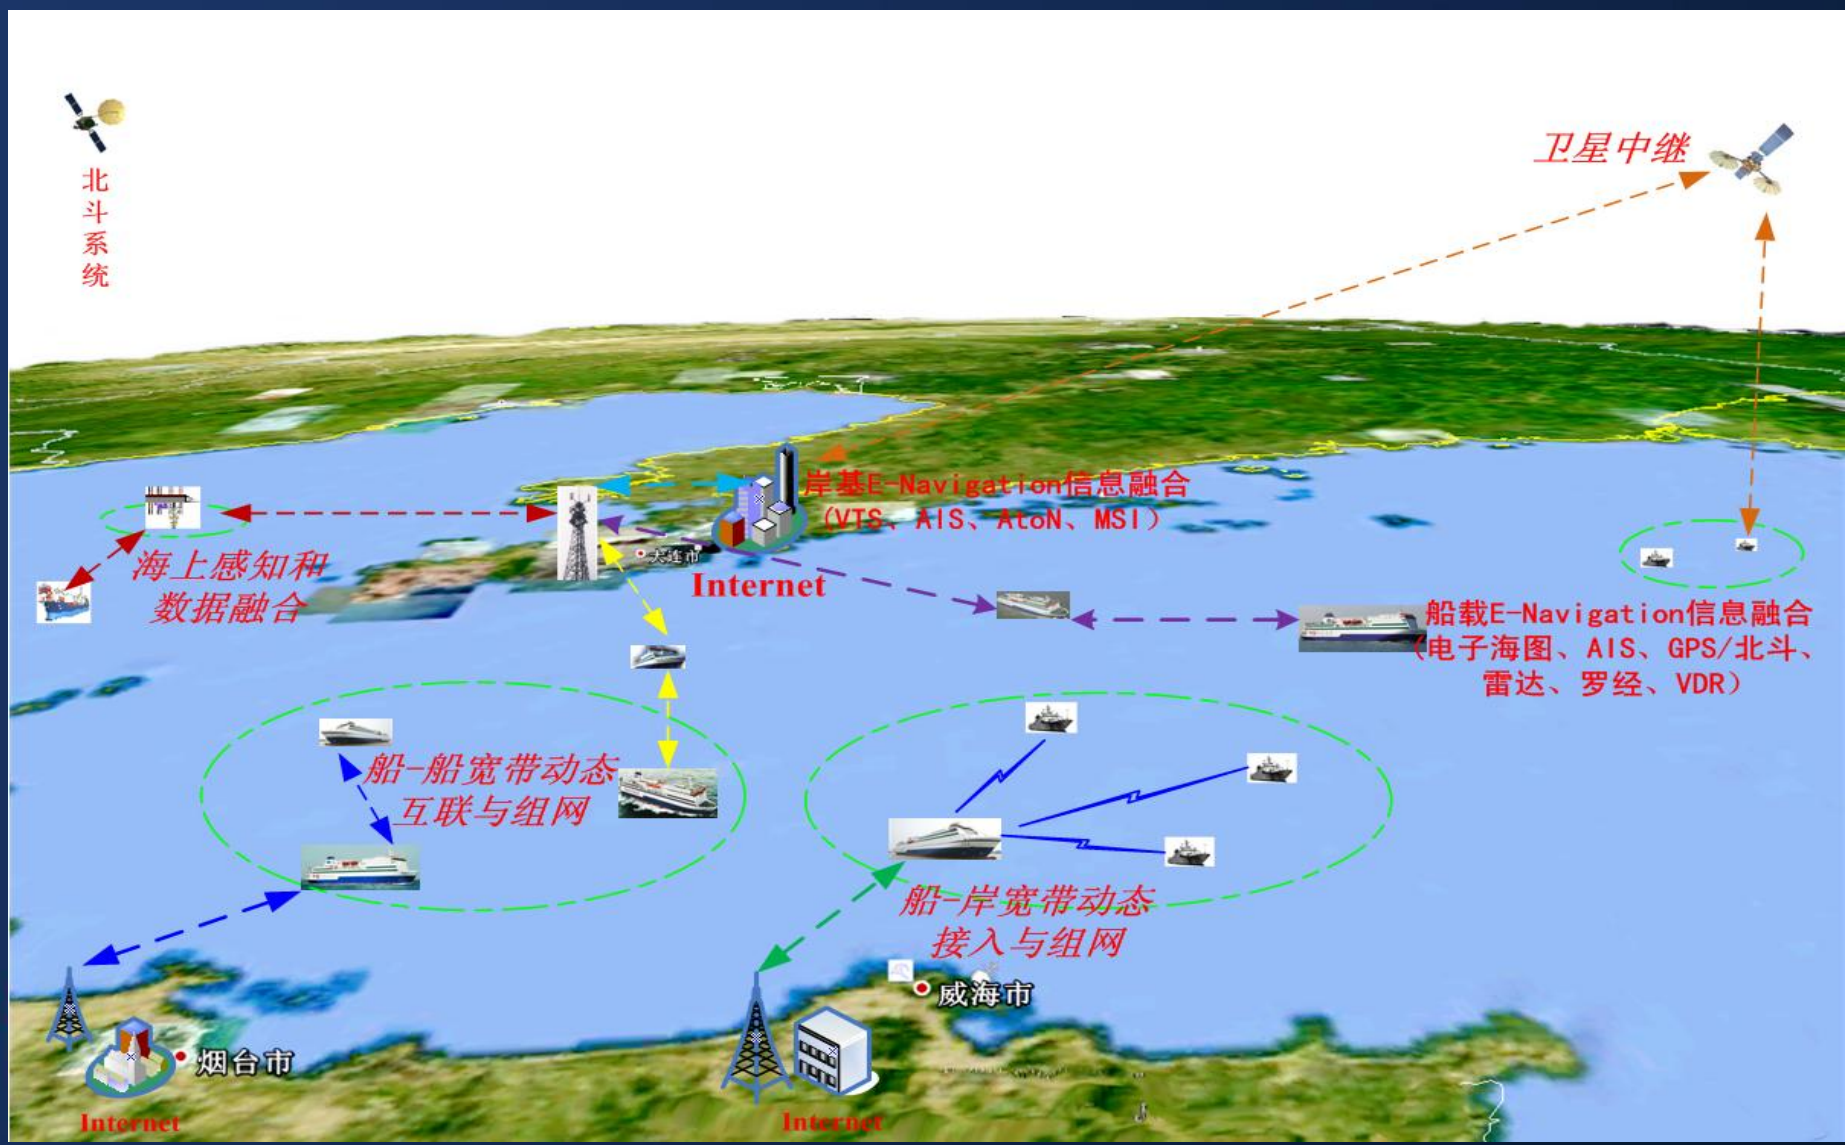 北斗系统
卫星中继
岸基E-Navigation信息融合
（VTS、AIS、AtoN、MSI）
大连市
Internet
海上感知和
数据融合
船载E-Navigation信息融合
（电子海图、AIS、GPS/北斗、
雷达、罗经、VDR）
船-船宽带动态
互联与组网
船-岸宽带动态
接入与组网
威海市
烟台市
Internet
Internet